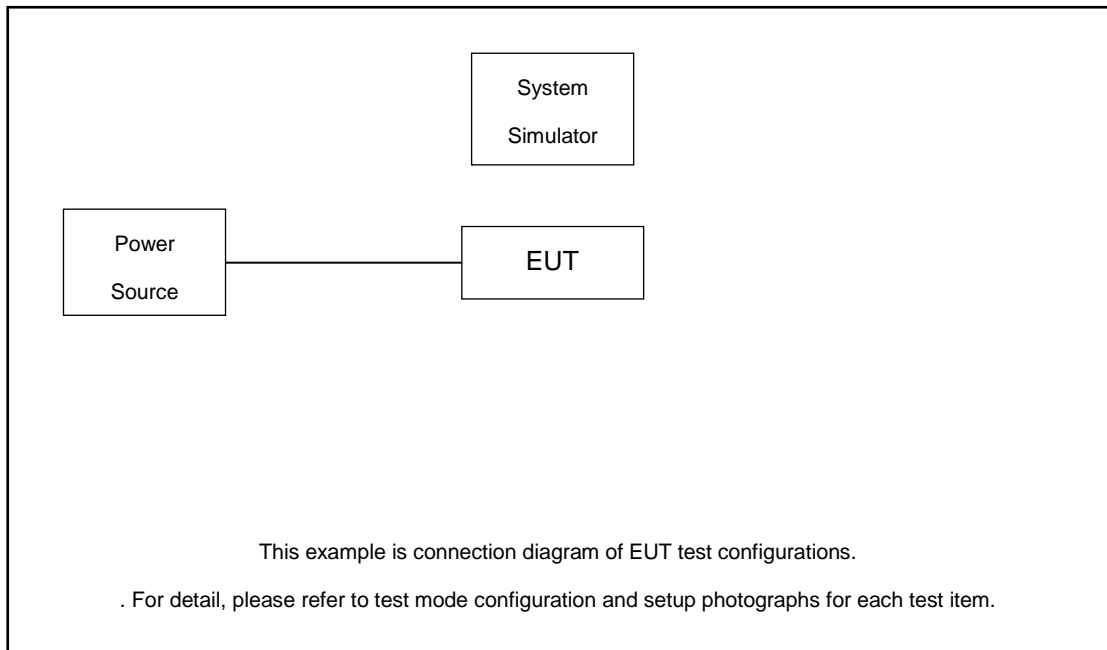 System
Simulator
Power
Source
EUT
This example is connection diagram of EUT test configurations.
. For detail, please refer to test mode configuration and setup photographs for each test item.